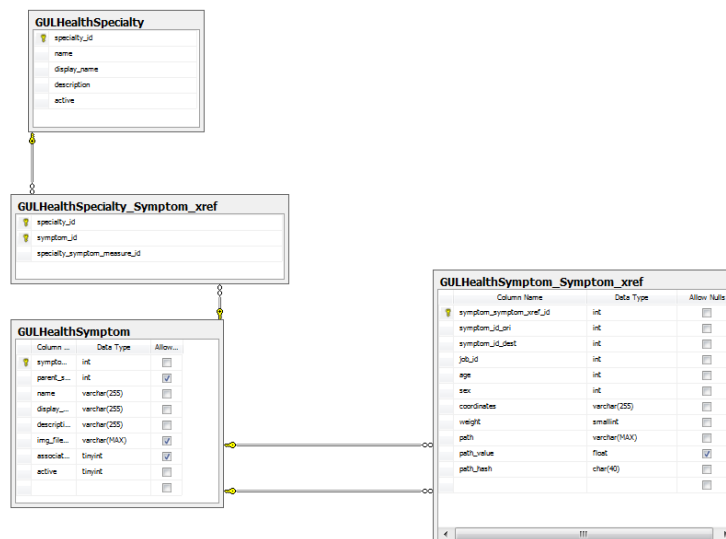 GULHealthSpecialty
specialty_id
name
display_name
description
active
GULHealthSpecialty_Symptom_xref
specialty_id
symptom_id
specialty_symptom_measure_id
GULHealthSymptom
Column ... Data Type Allow...
sympto... int
parent_s... int
name varchar(255)
display_... varchar(255)
descripti... varchar(255)
img_file... varchar(MAX)
associat... tinyint
active tinyint
GULHealthSymptom_Symptom_xref
Column Name Data Type Allow Nulls
symptom_symptom_xref_id int
symptom_id_ori int
symptom_id_dest int
job_id int
age int
sex int
coordinates varchar(255)
weight smallint
path varchar(MAX)
path_value float
path_hash char(40)